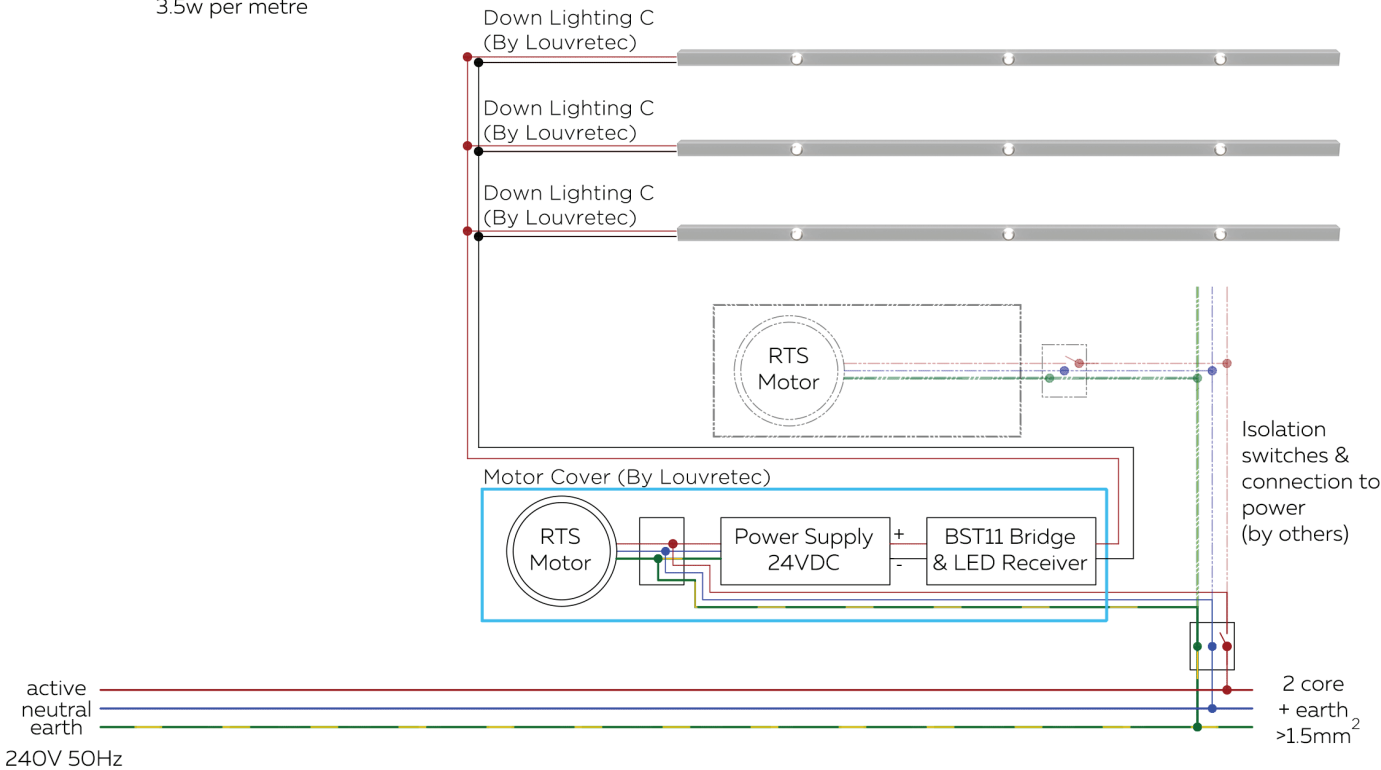 3.5w per metre
Down Lighting C
(By Louvretec)
Down Lighting C
(By Louvretec)
Down Lighting C
(By Louvretec)
RTS
Motor
Isolation
switches &
connection to
power
(by others)
Motor Cover (By Louvretec)
RTS
Motor
Power Supply
24VDC
+
-
BST11 Bridge
& LED Receiver
active
neutral
earth
240V 50Hz
2 core
+ earth
>1.5mm²